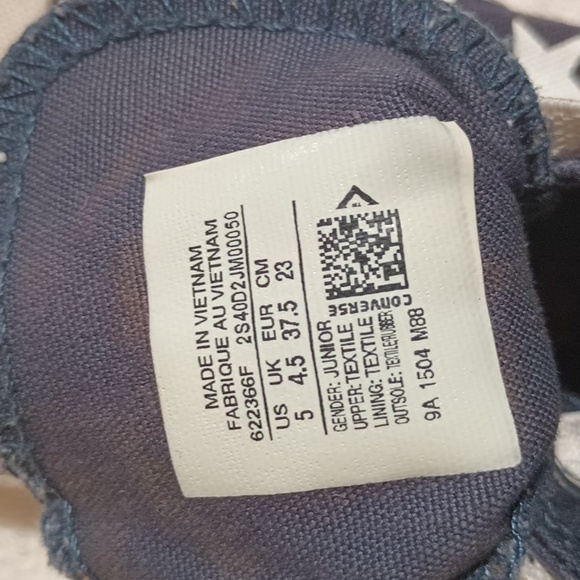 MADE IN VIETNAM
FABRIQUE AU VIETNAM
622366F 2S40D2JM00050
US UK EUR CM
5 4.5 37.5 23
GENDER: JUNIOR
UPPER: TEXTILE
LINING: TEXTILE
OUTSOLE: TEXTILE/RUBBER
9A 1504 M88
CONVERSE